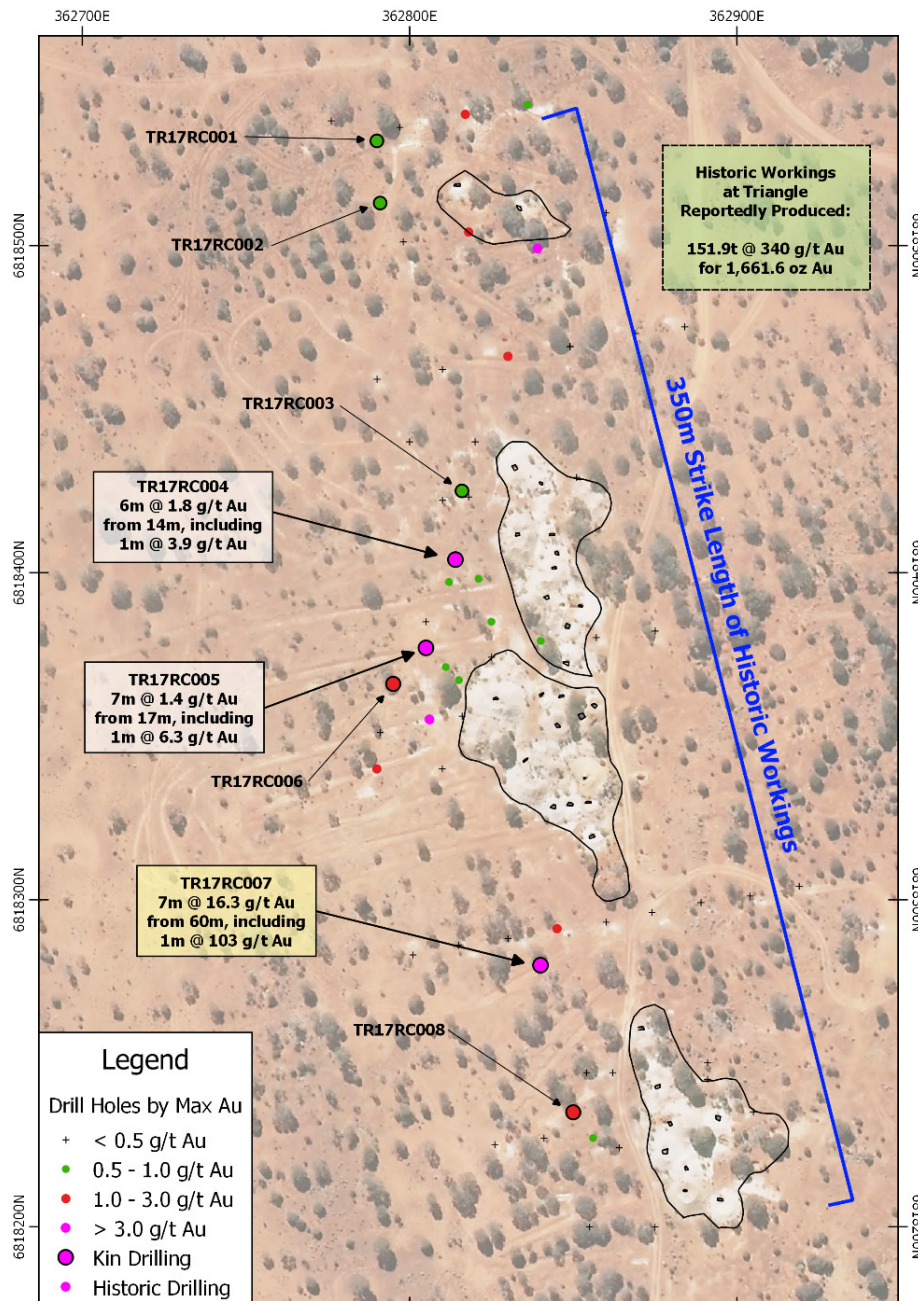 362700E
362800E
362900E
TR17RC001
TR17RC002
Historic Workings
at Triangle
Reportedly Produced:
151.9t @ 340 g/t Au
for 1,661.6 oz Au
6818500N
6818500N
TR17RC003
350m Strike Length of Historic Workings
TR17RC004
6m @ 1.8 g/t Au
from 14m, including
1m @ 3.9 g/t Au
6818400N
6818400N
TR17RC005
7m @ 1.4 g/t Au
from 17m, including
1m @ 6.3 g/t Au
TR17RC006
TR17RC007
7m @ 16.3 g/t Au
from 60m, including
1m @ 103 g/t Au
6818300N
6818300N
TR17RC008
Legend
Drill Holes by Max Au
< 0.5 g/t Au
0.5 - 1.0 g/t Au
1.0 - 3.0 g/t Au
> 3.0 g/t Au
Kin Drilling
Historic Drilling
6818200N
6818200N